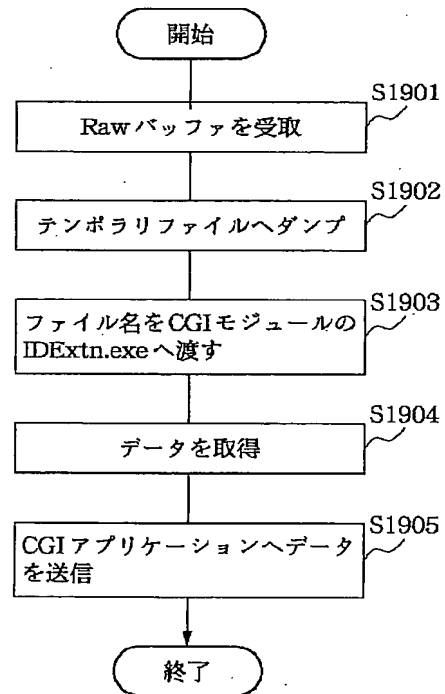 開始
S1901
Rawバッファを受取
S1902
テンポラリファイルへダンプ
S1903
ファイル名をCGIモジュールの
IDExtn.exeへ渡す
S1904
データを取得
S1905
CGIアプリケーションへデータ
を送信
終了